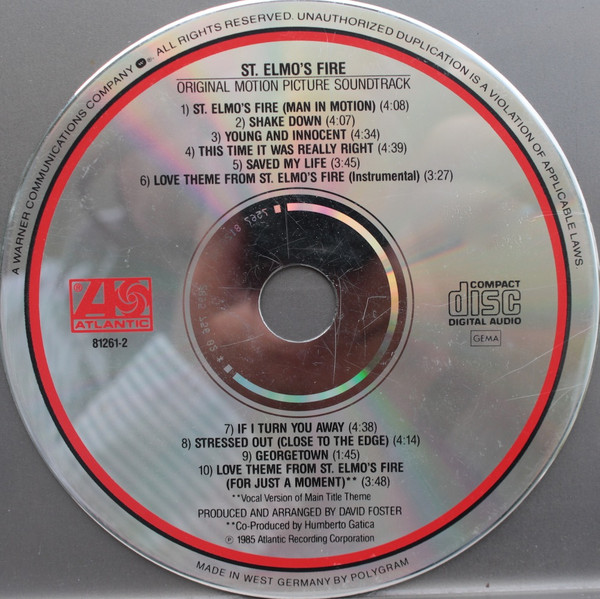 A WARNER COMMUNICATIONS COMPANY ALL RIGHTS RESERVED. UNAUTHORIZED DUPLICATION IS A VIOLATION OF APPLICABLE LAWS.
ST. ELMO'S FIRE
ORIGINAL MOTION PICTURE SOUNDTRACK
1) ST. ELMO'S FIRE (MAN IN MOTION) (4:08)
2) SHAKE DOWN (4:07)
3) YOUNG AND INNOCENT (4:34)
4) THIS TIME IT WAS REALLY RIGHT (4:39)
5) SAVED MY LIFE (3:45)
6) LOVE THEME FROM ST. ELMO'S FIRE (Instrumental) (3:27)
ATLANTIC
81261-2
COMPACT
disc
DIGITAL AUDIO
GEMA
7) IF I TURN YOU AWAY (4:38)
8) STRESSED OUT (CLOSE TO THE EDGE) (4:14)
9) GEORGETOWN (1:45)
10) LOVE THEME FROM ST. ELMO'S FIRE
(FOR JUST A MOMENT)** (3:48)
**Vocal Version of Main Title Theme
PRODUCED AND ARRANGED BY DAVID FOSTER
**Co-Produced by Humberto Gatica
℗ 1985 Atlantic Recording Corporation
MADE IN WEST GERMANY BY POLYGRAM